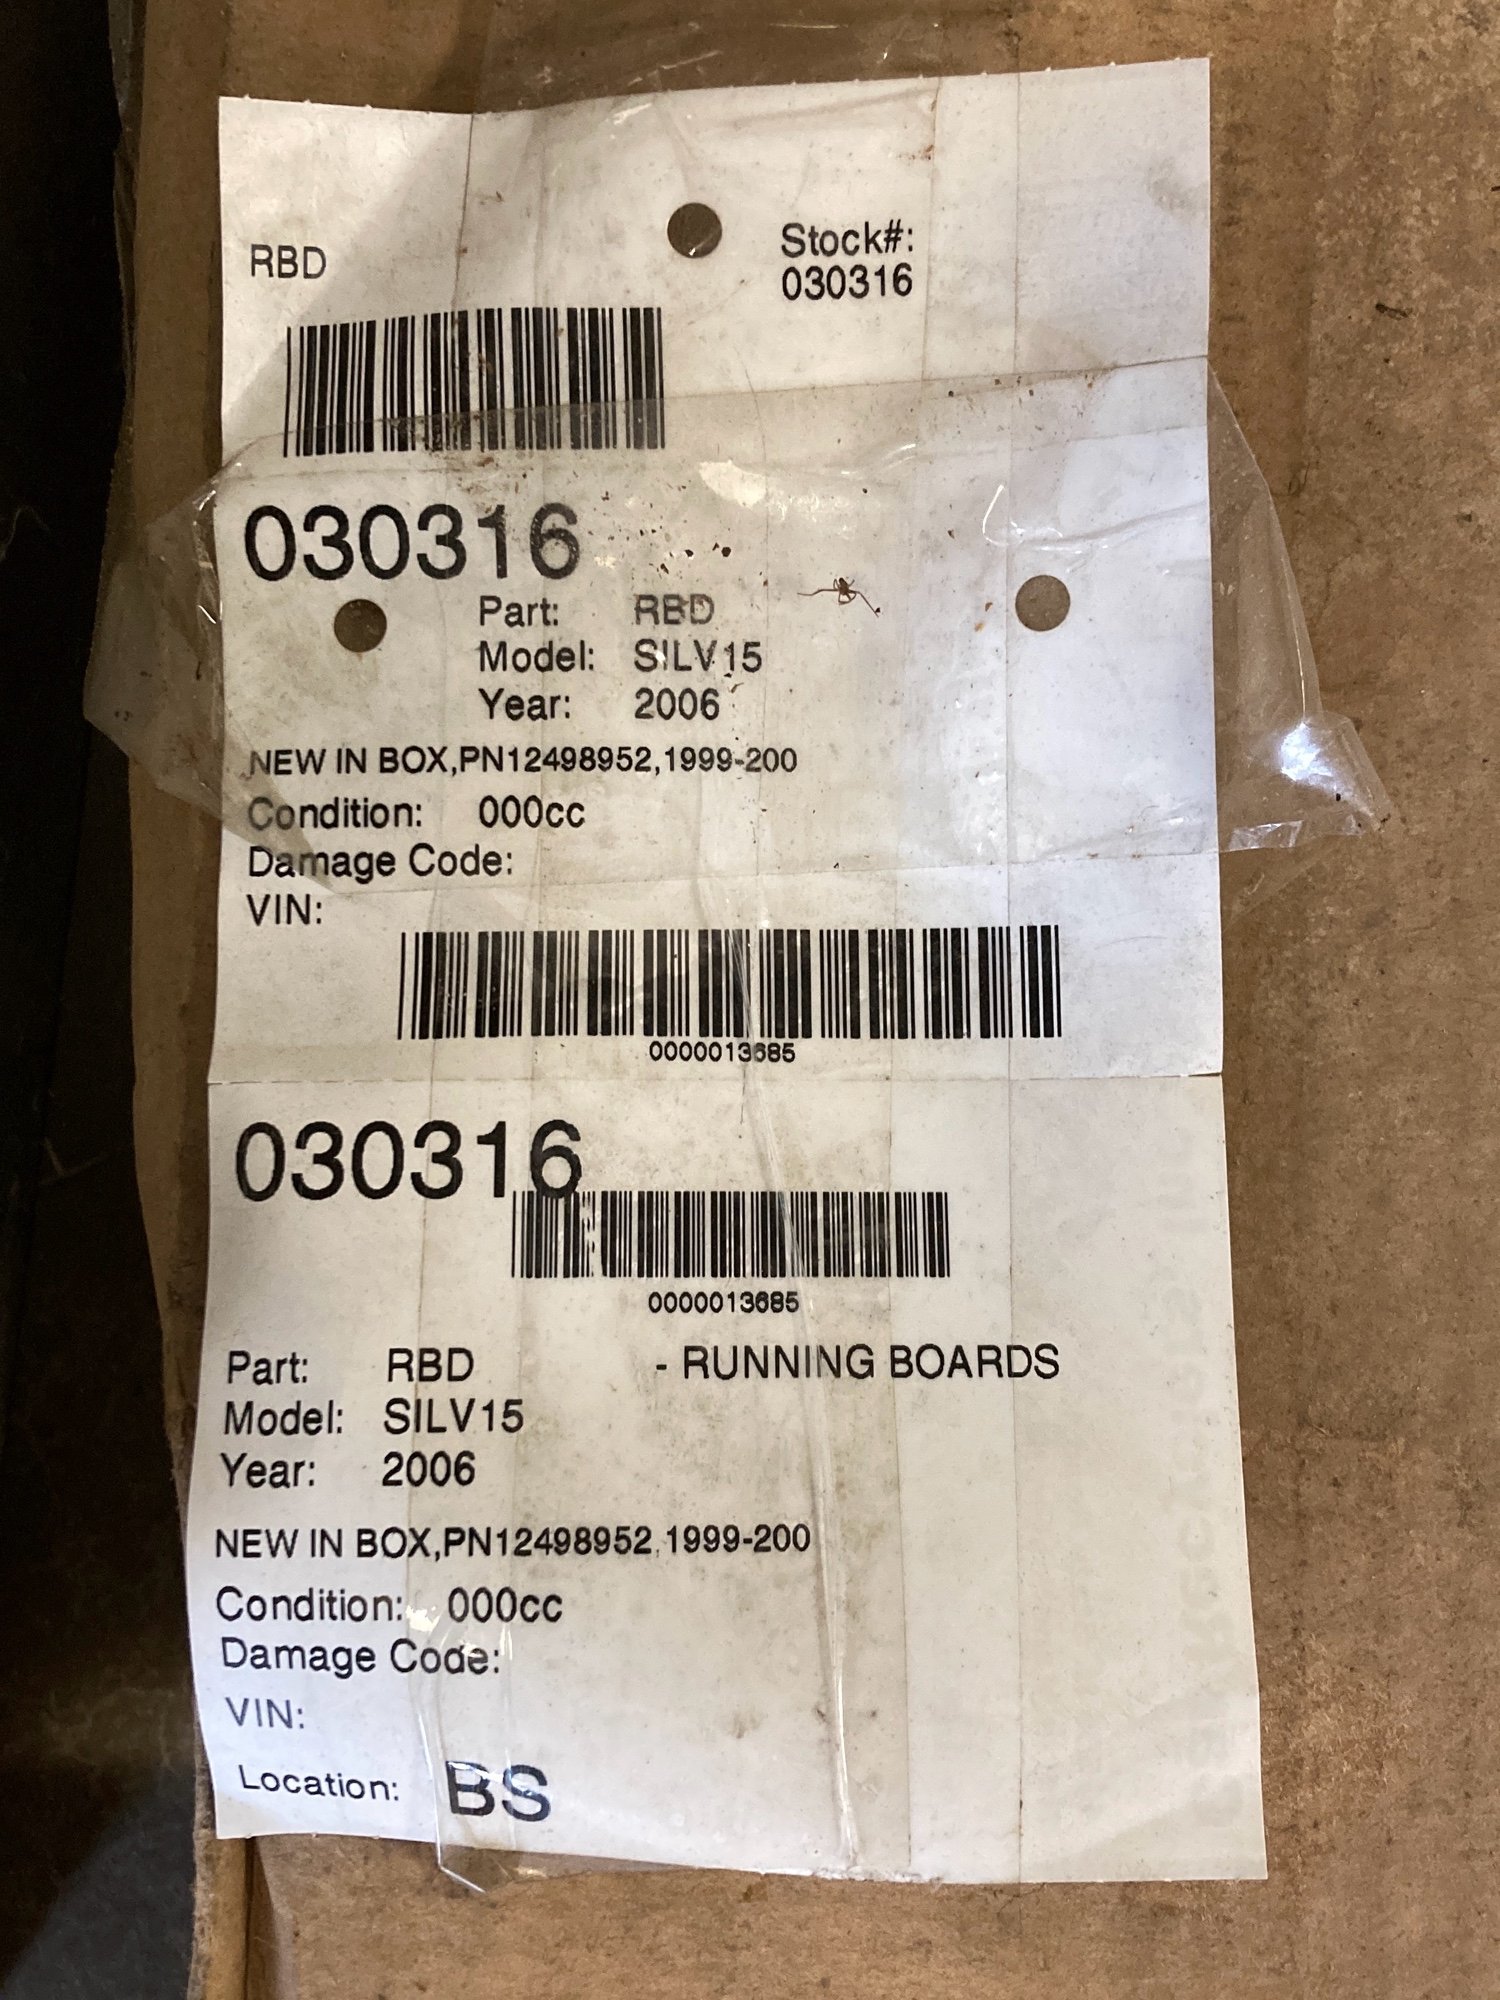 RBD
Stock#:
030316
030316
Part: RBD
Model: SILV15
Year: 2006
NEW IN BOX,PN12498952,1999-200
Condition: 000cc
Damage Code:
VIN:
0000013685
030316
0000013685
Part: RBD - RUNNING BOARDS
Model: SILV15
Year: 2006
NEW IN BOX,PN12498952,1999-200
Condition: 000cc
Damage Code:
VIN:
Location: BS